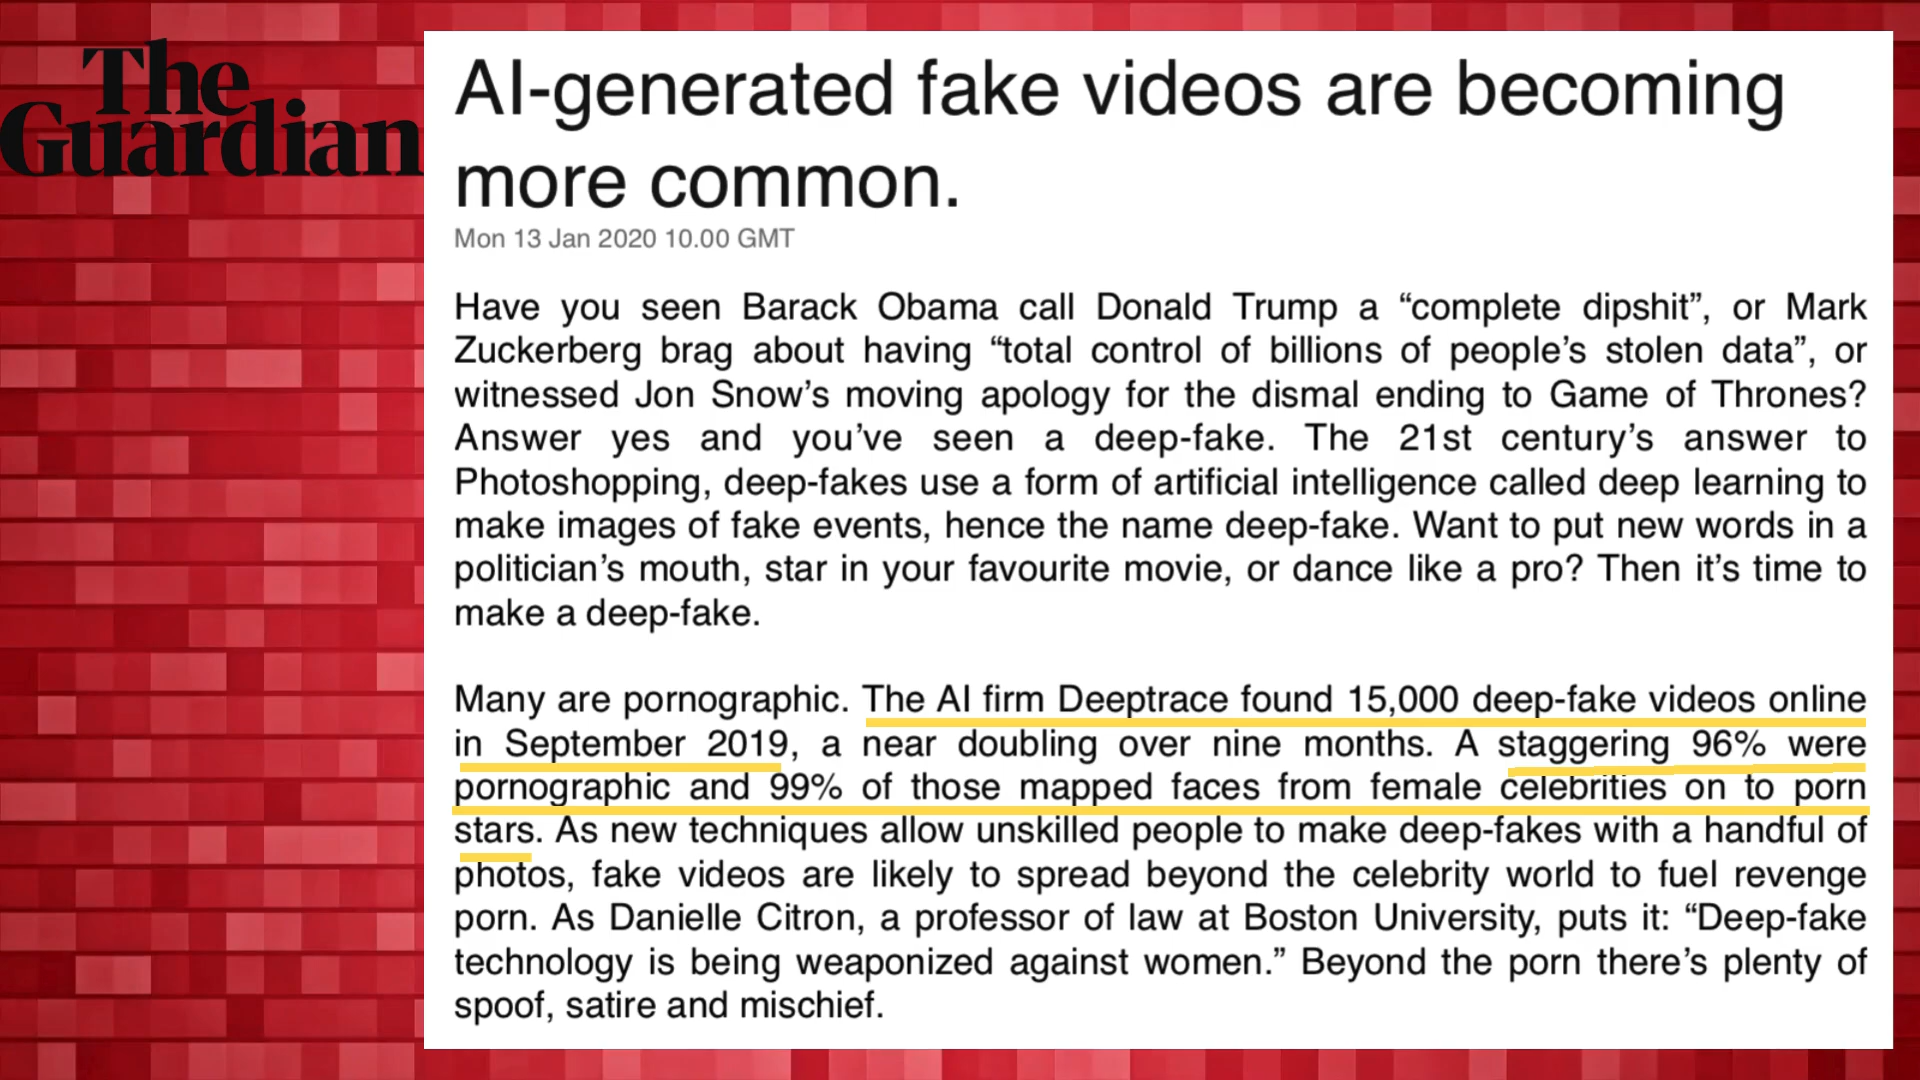 The
Guardian
AI-generated fake videos are becoming
more common.
Mon 13 Jan 2020 10.00 GMT
Have you seen Barack Obama call Donald Trump a “complete dipshit”, or Mark
Zuckerberg brag about having “total control of billions of people’s stolen data”, or
witnessed Jon Snow’s moving apology for the dismal ending to Game of Thrones?
Answer yes and you’ve seen a deep-fake. The 21st century’s answer to
Photoshopping, deep-fakes use a form of artificial intelligence called deep learning to
make images of fake events, hence the name deep-fake. Want to put new words in a
politician’s mouth, star in your favourite movie, or dance like a pro? Then it’s time to
make a deep-fake.
Many are pornographic. The AI firm Deeptrace found 15,000 deep-fake videos online
in September 2019, a near doubling over nine months. A staggering 96% were
pornographic and 99% of those mapped faces from female celebrities on to porn
stars. As new techniques allow unskilled people to make deep-fakes with a handful of
photos, fake videos are likely to spread beyond the celebrity world to fuel revenge
porn. As Danielle Citron, a professor of law at Boston University, puts it: “Deep-fake
technology is being weaponized against women.” Beyond the porn there’s plenty of
spoof, satire and mischief.